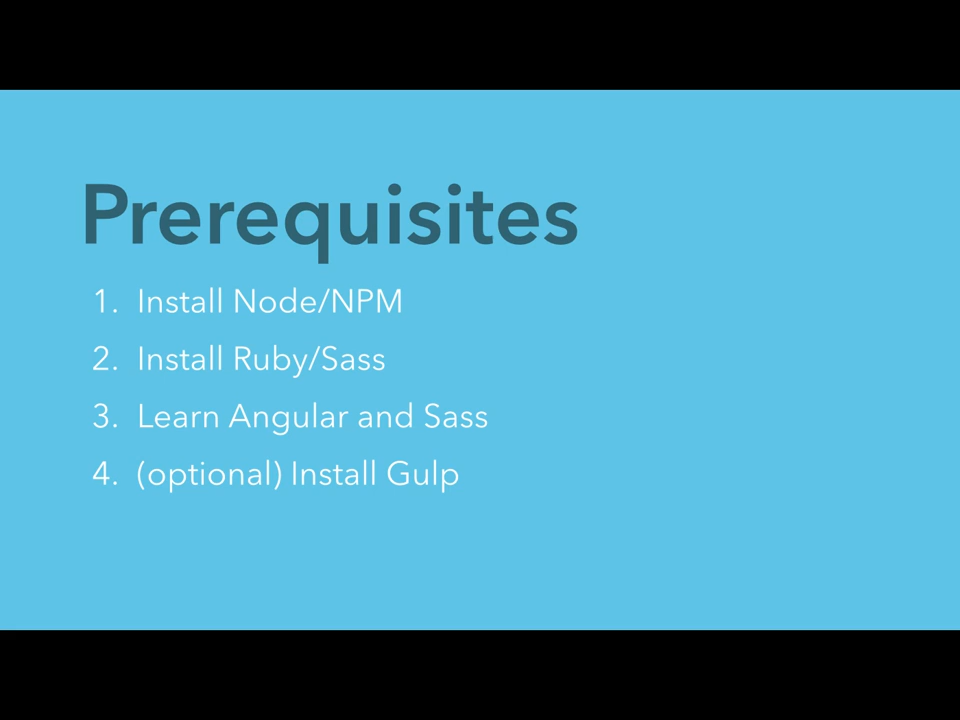 Prerequisites
1. Install Node/NPM
2. Install Ruby/Sass
3. Learn Angular and Sass
4. (optional) Install Gulp